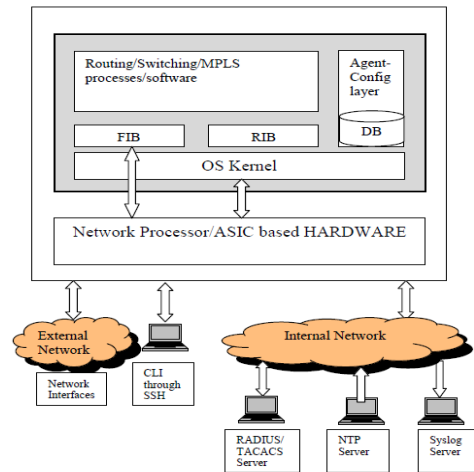 Routing/Switching/MPLS
processes/software
Agent-
Config
layer
DB
FIB
RIB
OS Kernel
Network Processor/ASIC based HARDWARE
External
Network
Internal Network
Network
Interfaces
CLI
through
SSH
RADIUS/
TACACS
Server
NTP
Server
Syslog
Server